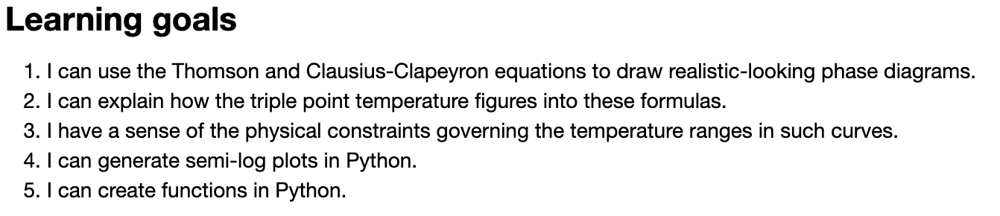 Learning goals
1. I can use the Thomson and Clausius-Clapeyron equations to draw realistic-looking phase diagrams.
2. I can explain how the triple point temperature figures into these formulas.
3. I have a sense of the physical constraints governing the temperature ranges in such curves.
4. I can generate semi-log plots in Python.
5. I can create functions in Python.